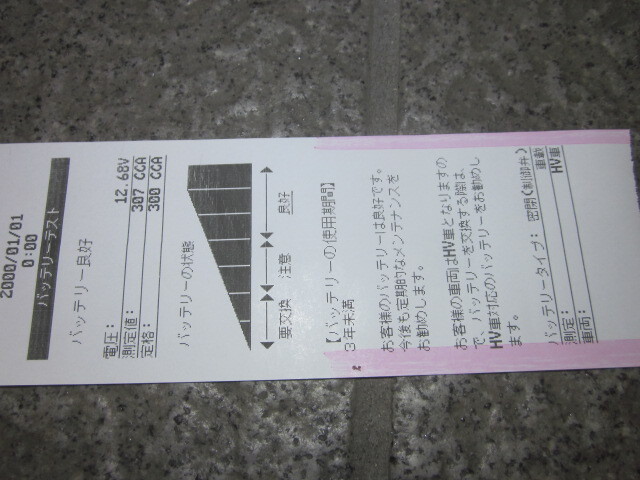 2000/01/01
0:00
バッテリーテスト
バッテリー良好
電圧: 12.68V
測定値: 307 CCA
定格: 300 CCA
バッテリーの状態
要交換 注意 良好
【バッテリーの使用期間】
3年未満
お客様のバッテリーは良好です。
今後も定期的なメンテナンスを
お勧めします。
お客様の車両はHV車となりますの
で、バッテリーを交換する際は、
HV車対応のバッテリーをお勧めし
ます。
バッテリータイプ: 密閉(制御弁)
測定: 車載
車両: HV車